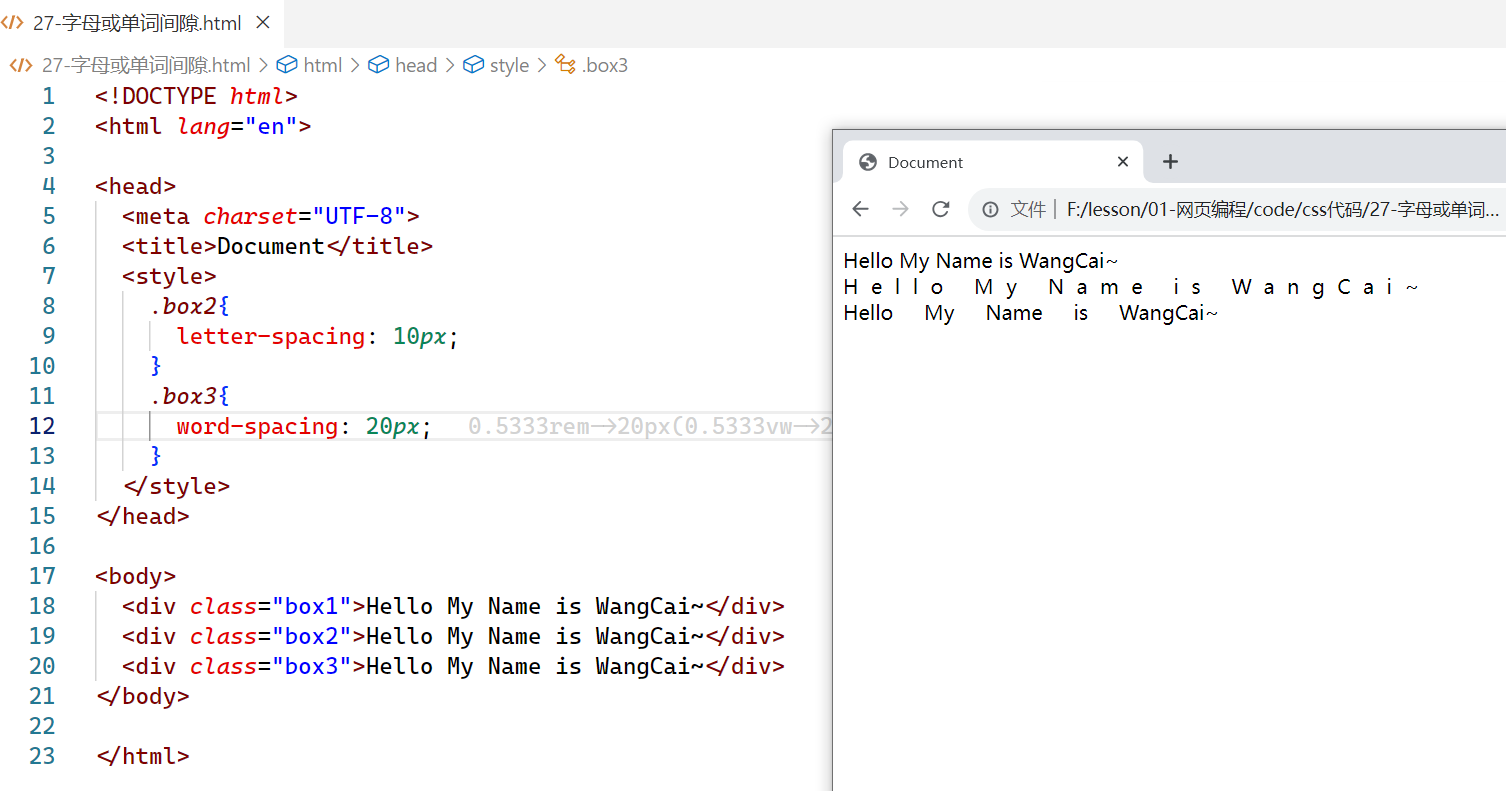 27-字母或单词间隙.html
27-字母或单词间隙.html > html > head > style > .box3
1 <!DOCTYPE html>
2 <html lang="en">
3
4 <head>
5 <meta charset="UTF-8">
6 <title>Document</title>
7 <style>
8 .box2{
9 letter-spacing: 10px;
10 }
11 .box3{
12 word-spacing: 20px; 0.5333rem->20px(0.5333vw->2
13 }
14 </style>
15 </head>
16
17 <body>
18 <div class="box1">Hello My Name is WangCai~</div>
19 <div class="box2">Hello My Name is WangCai~</div>
20 <div class="box3">Hello My Name is WangCai~</div>
21 </body>
22
23 </html>
Document
文件 | F:/lesson/01-网页编程/code/css代码/27-字母或单词...
Hello My Name is WangCai~
Hello My Name is WangCai~
Hello My Name is WangCai~